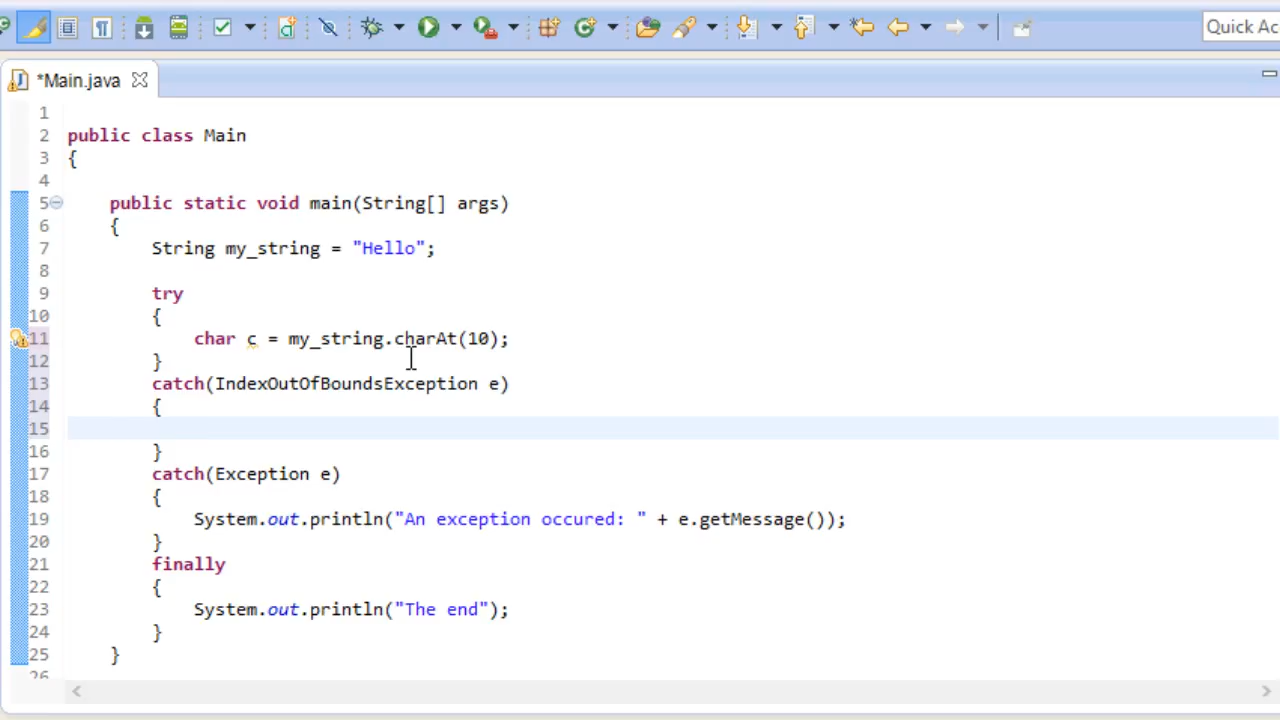 Quick Ac
*Main.java
1
2 public class Main
3 {
4
5 public static void main(String[] args)
6 {
7 String my_string = "Hello";
8
9 try
10 {
11 char c = my_string.charAt(10);
12 }
13 catch(IndexOutOfBoundsException e)
14 {
15
16 }
17 catch(Exception e)
18 {
19 System.out.println("An exception occured: " + e.getMessage());
20 }
21 finally
22 {
23 System.out.println("The end");
24 }
25 }
26